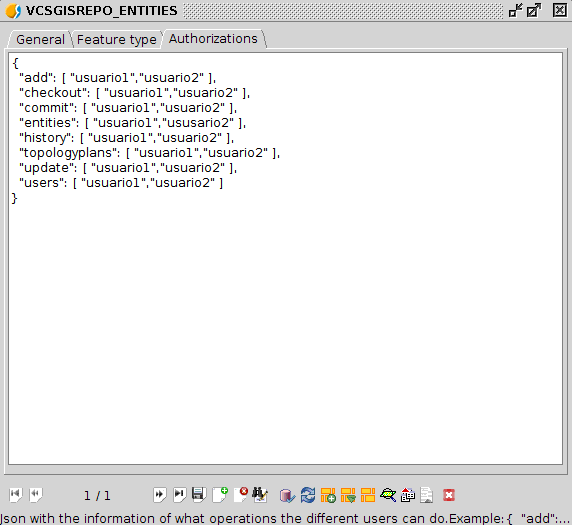 VCSGISREPO_ENTITIES
General Feature type Authorizations
{
"add": [ "usuario1","usuario2" ],
"checkout": [ "usuario1","usuario2" ],
"commit": [ "usuario1","usuario2" ],
"entities": [ "usuario1","ususario2" ],
"history": [ "usuario1","usuario2" ],
"topologyplans": [ "usuario1","usuario2" ],
"update": [ "usuario1","usuario2" ],
"users": [ "usuario1","usuario2" ]
}
1 / 1
Json with the information of what operations the different users can do.Example:{ "add":...